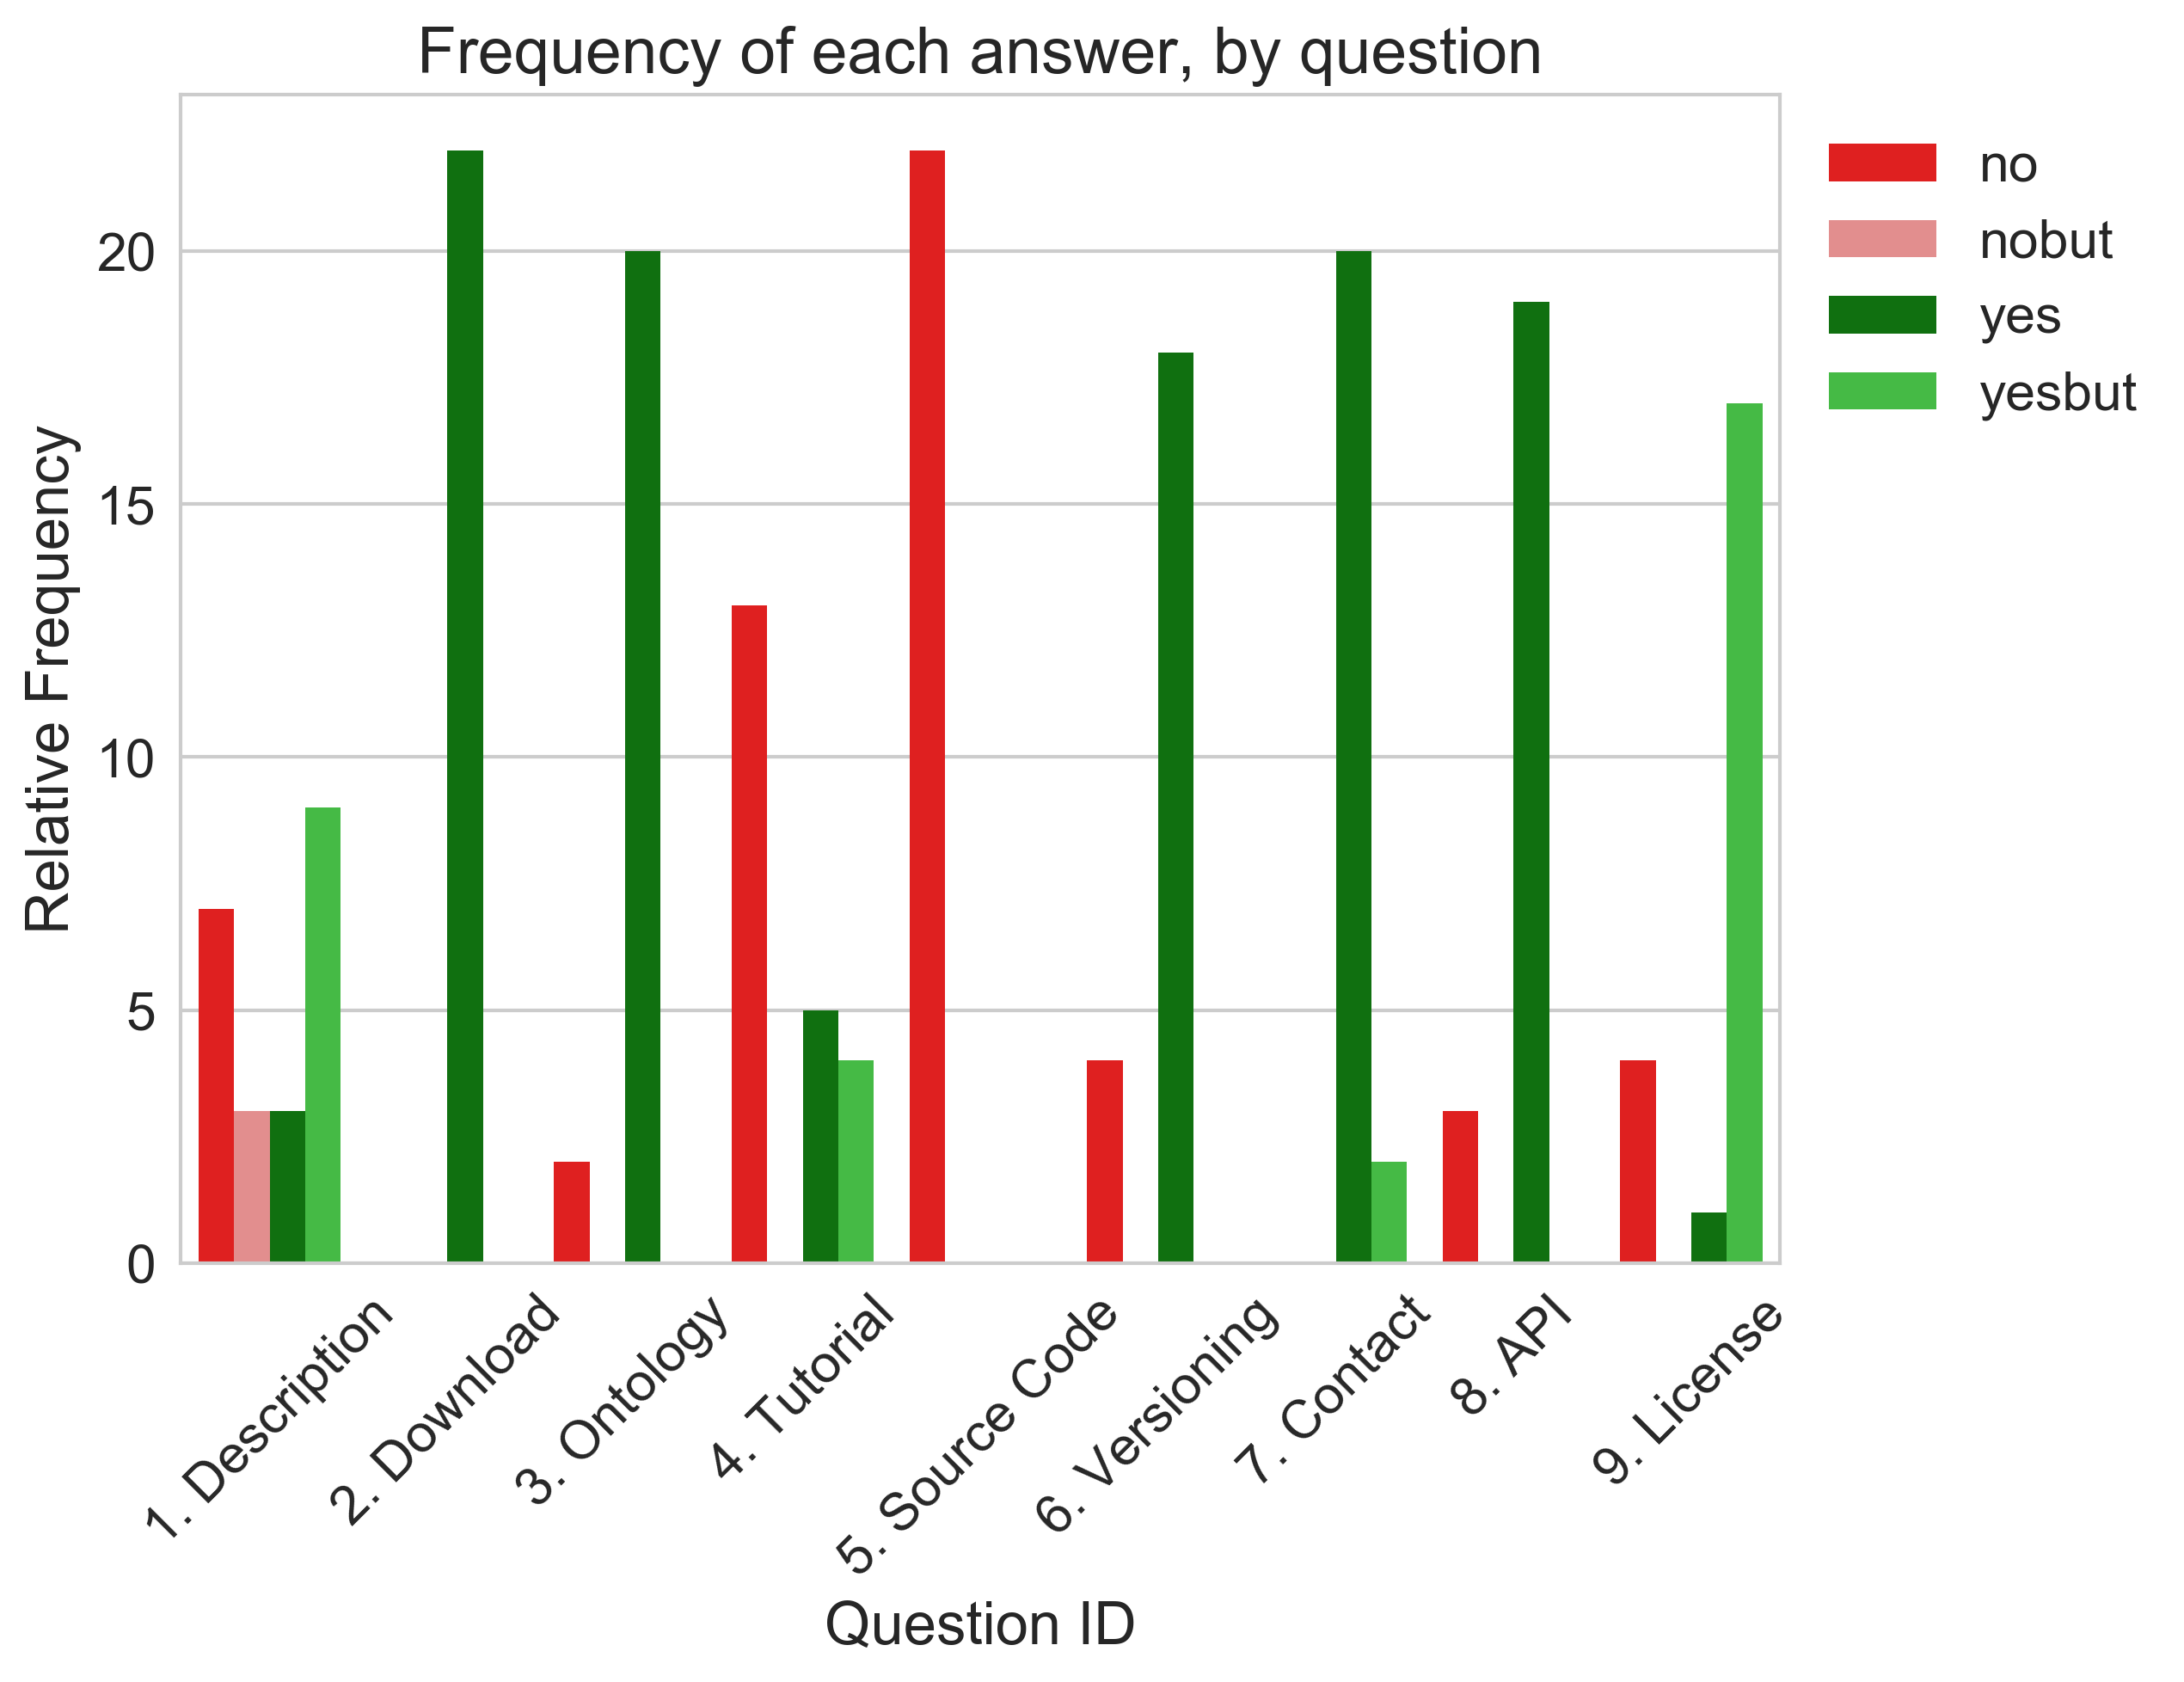 Frequency of each answer, by question
no
nobut
yes
yesbut
Relative Frequency
20
15
10
5
0
1. Description
2. Download
3. Ontology
4. Tutorial
5. Source Code
6. Versioning
7. Contact
8. API
9. License
Question ID